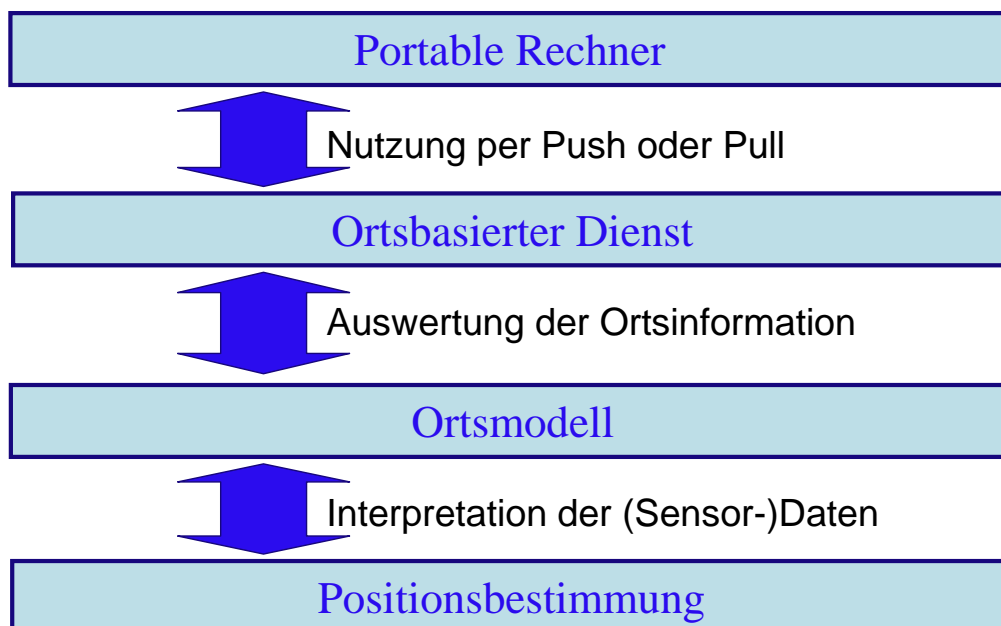 Portable Rechner
Nutzung per Push oder Pull
Ortsbasierter Dienst
Auswertung der Ortsinformation
Ortsmodell
Interpretation der (Sensor-)Daten
Positionsbestimmung